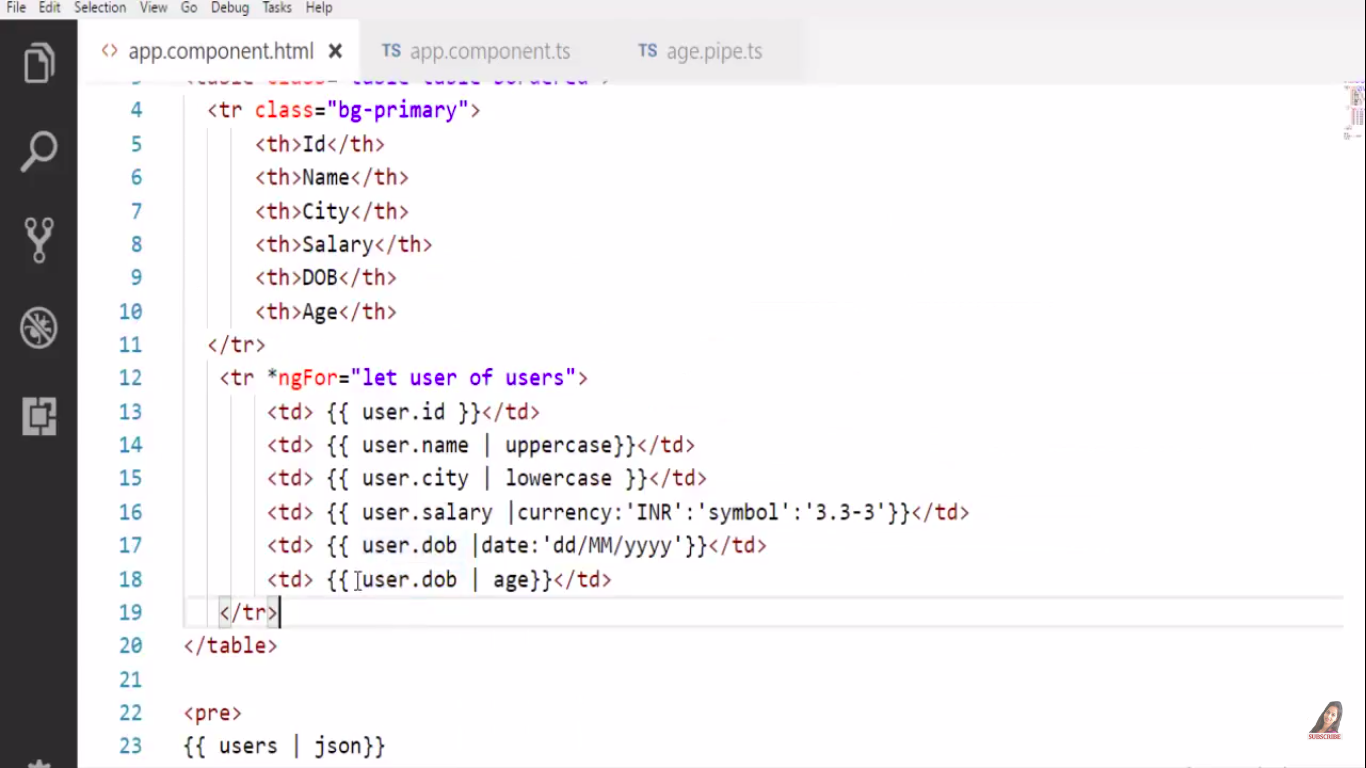 File Edit Selection View Go Debug Tasks Help
<> app.component.html × TS app.component.ts TS age.pipe.ts
4 <tr class="bg-primary">
5 <th>Id</th>
6 <th>Name</th>
7 <th>City</th>
8 <th>Salary</th>
9 <th>DOB</th>
10 <th>Age</th>
11 </tr>
12 <tr *ngFor="let user of users">
13 <td> {{ user.id }}</td>
14 <td> {{ user.name | uppercase}}</td>
15 <td> {{ user.city | lowercase }}</td>
16 <td> {{ user.salary |currency:'INR':'symbol':'3.3-3'}}</td>
17 <td> {{ user.dob |date:'dd/MM/yyyy'}}</td>
18 <td> {{ user.dob | age}}</td>
19 </tr>
20 </table>
21
22 <pre>
23 {{ users | json}}
SUBSCRIBE